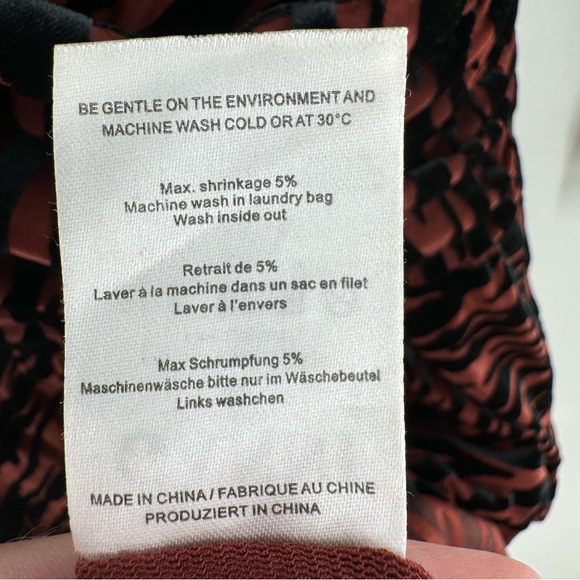 BE GENTLE ON THE ENVIRONMENT AND
MACHINE WASH COLD OR AT 30°C
Max. shrinkage 5%
Machine wash in laundry bag
Wash inside out
Retrait de 5%
Laver à la machine dans un sac en filet
Laver à l'envers
Max Schrumpfung 5%
Maschinenwäsche bitte nur im Wäschebeutel
Links washchen
MADE IN CHINA / FABRIQUE AU CHINE
PRODUZIERT IN CHINA